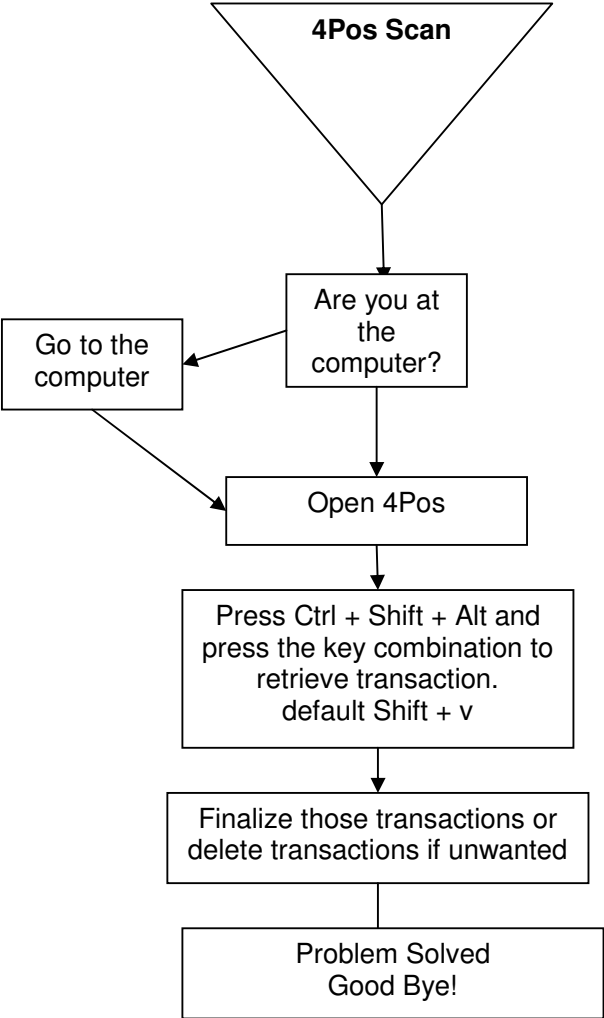 4Pos Scan
Are you at
the
computer?
Go to the
computer
Open 4Pos
Press Ctrl + Shift + Alt and
press the key combination to
retrieve transaction.
default Shift + v
Finalize those transactions or
delete transactions if unwanted
Problem Solved
Good Bye!